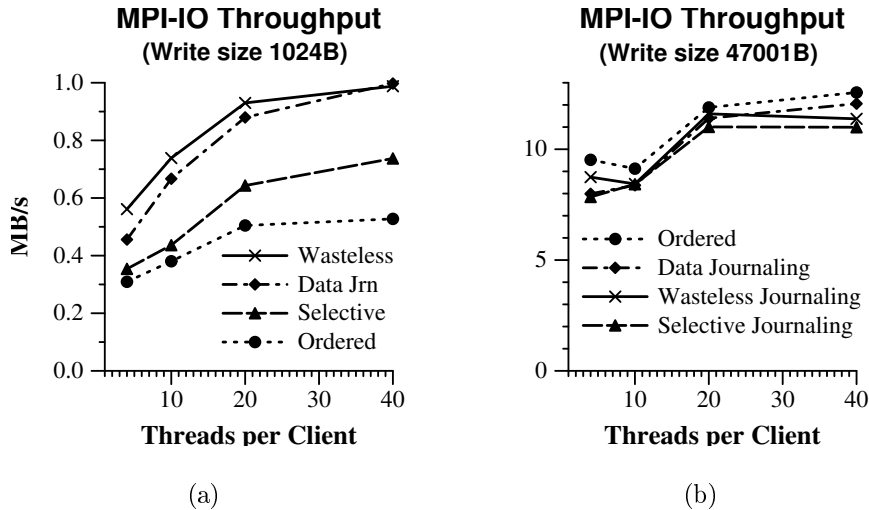 MPI-IO Throughput
(Write size 1024B)
1.0
0.8
0.6
0.4
0.2
0.0
MB/s
Wasteless
Data Jrn
Selective
Ordered
10 20 30 40
Threads per Client
(a)
MPI-IO Throughput
(Write size 47001B)
10
5
0
Ordered
Data Journaling
Wasteless Journaling
Selective Journaling
10 20 30 40
Threads per Client
(b)